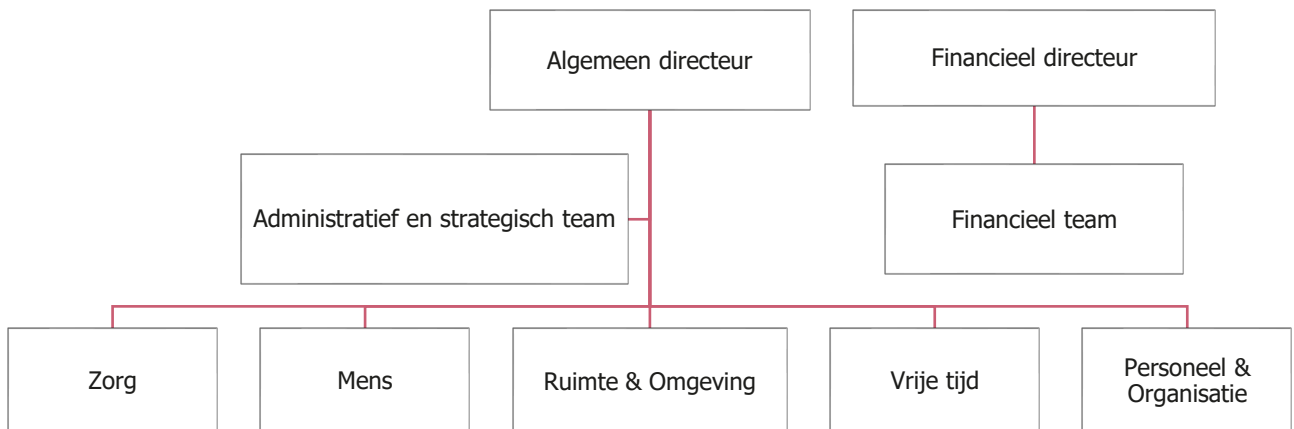 Algemeen directeur
Financieel directeur
Administratief en strategisch team
Financieel team
Zorg
Mens
Ruimte & Omgeving
Vrije tijd
Personeel &
Organisatie